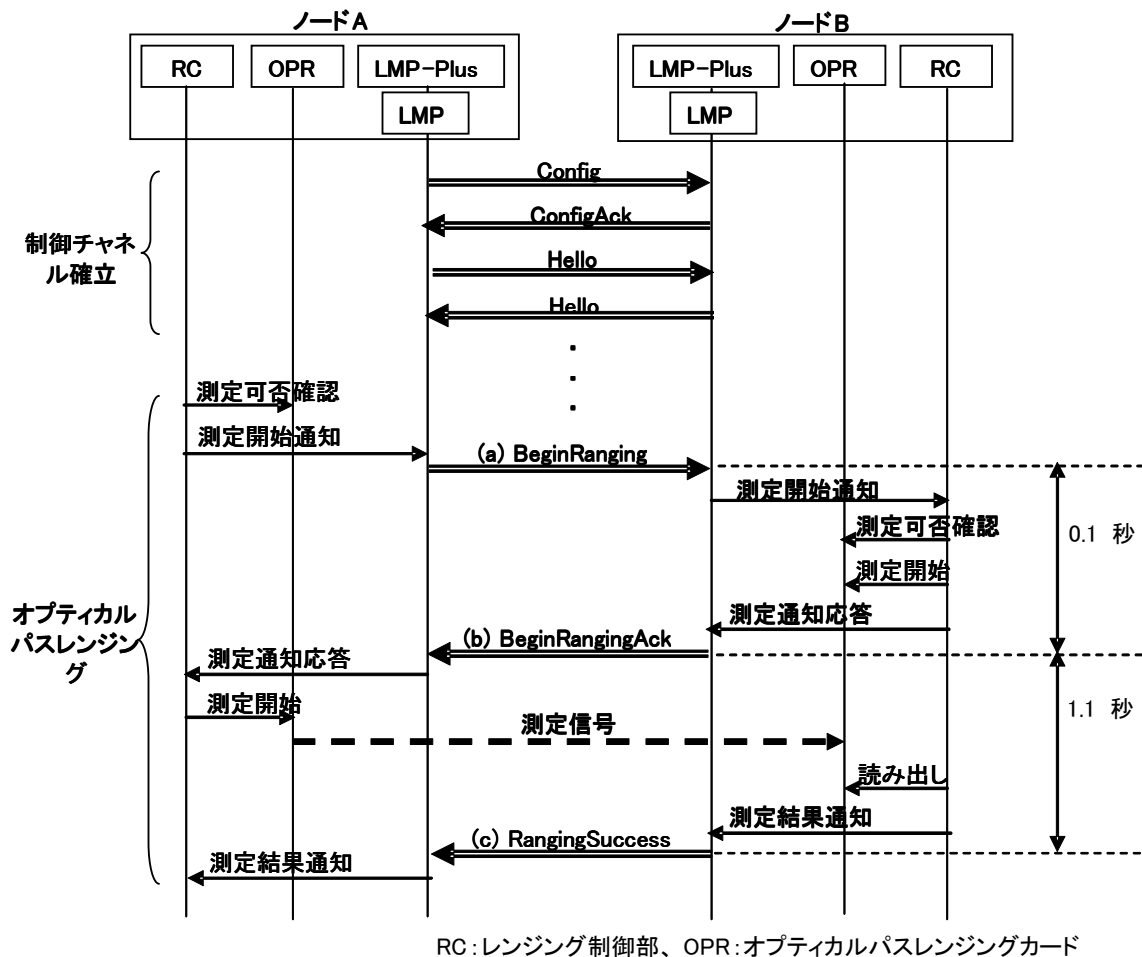 ノードA
ノードB
RC
OPR
LMP-Plus
LMP
LMP-Plus
LMP
OPR
RC
制御チャネ
ル確立
Config
ConfigAck
Hello
Hello
オプティカル
パスレンジン
グ
測定可否確認
測定開始通知
(a) BeginRanging
測定開始通知
測定可否確認
0.1 秒
測定開始
測定通知応答
(b) BeginRangingAck
測定通知応答
測定開始
1.1 秒
測定信号
読み出し
測定結果通知
(c) RangingSuccess
測定結果通知
RC:レンジング制御部、OPR:オプティカルパスレンジングカード